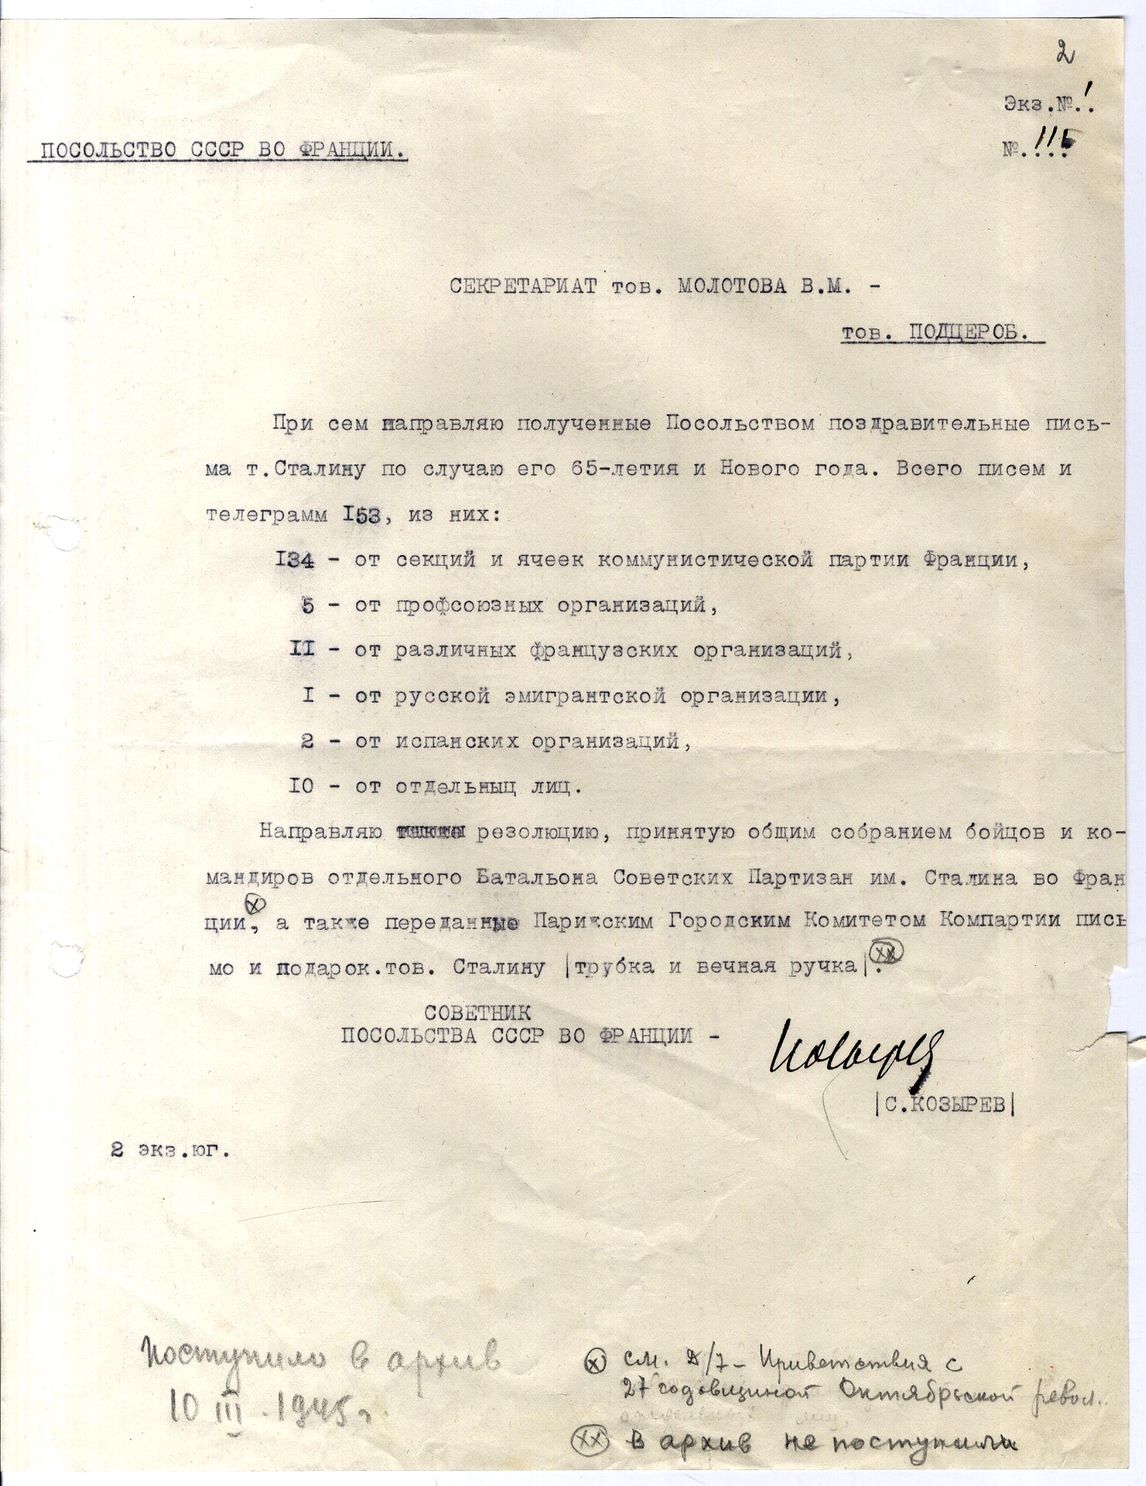 2
Экз.№ 1.
ПОСОЛЬСТВО СССР ВО ФРАНЦИИ.
№.115
СЕКРЕТАРИАТ тов. МОЛОТОВА В.М. -
тов. ПОДЦЕРОБ.
При сем направляю полученные Посольством поздравительные пись-
ма т.Сталину по случаю его 65-летия и Нового года. Всего писем и
телеграмм I53, из них:
I34 - от секций и ячеек коммунистической партии Франции,
5 - от профсоюзных организаций,
II - от различных французских организаций,
I - от русской эмигрантской организации,
2 - от испанских организаций,
IO - от отдельныц лиц.
Направляю резолюцию, принятую общим собранием бойцов и ко-
мандиров отдельного Батальона Советских Партизан им. Сталина во Фран
ции (x), а также переданные Парижским Городским Комитетом Компартии пись
мо и подарок.тов. Сталину |трубка и вечная ручка|. (xx)
СОВЕТНИК
ПОСОЛЬСТВА СССР ВО ФРАНЦИИ -
Козырев
|С.КОЗЫРЕВ|
2 экз.юг.
Поступило в архив
10 III.1945 г.
(x) см. Д/7 - Приветствия с
27 годовщиной Октябрьской револ..
(xx) в архив не поступили